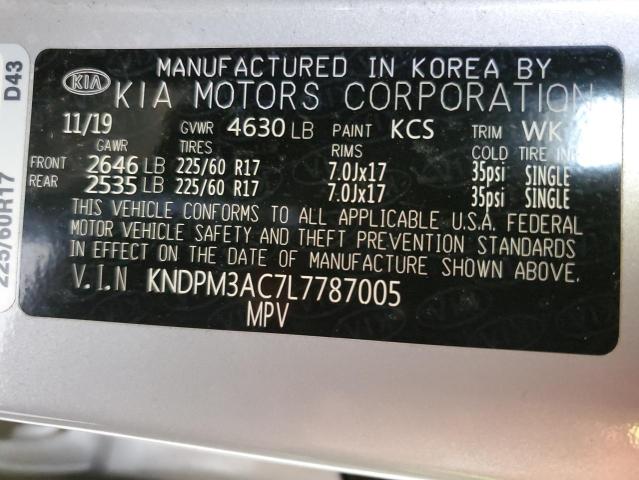 MANUFACTURED IN KOREA BY
KIA KIA MOTORS CORPORATION
11/19 GVWR 4630 LB PAINT KCS TRIM WK
GAWR TIRES RIMS COLD TIRE
FRONT 2646 LB 225/60 R17 7.0Jx17 35psi SINGLE
REAR 2535 LB 225/60 R17 7.0Jx17 35psi SINGLE
THIS VEHICLE CONFORMS TO ALL APPLICABLE U.S.A. FEDERAL
MOTOR VEHICLE SAFETY AND THEFT PREVENTION STANDARDS
IN EFFECT ON THE DATE OF MANUFACTURE SHOWN ABOVE.
V.I.N KNDPM3AC7L7787005
MPV
D43
225/60R17